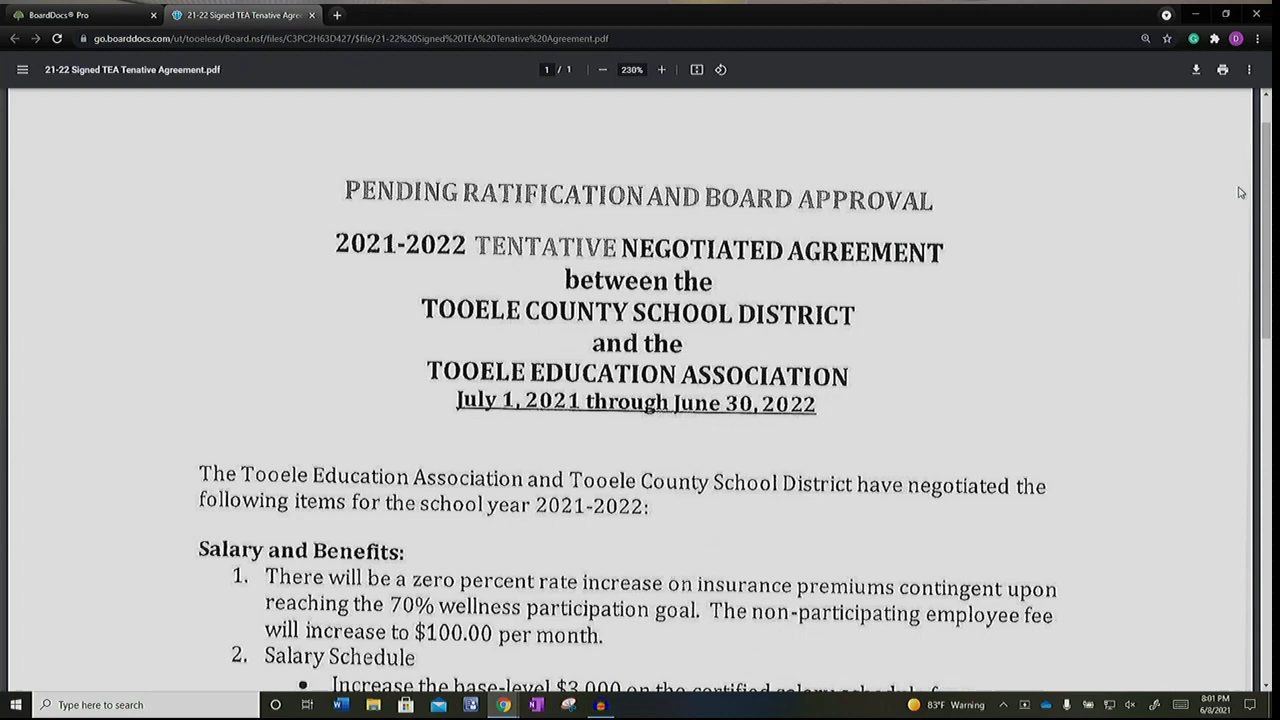 BoardDocs® Pro
21-22 Signed TEA Tenative Agree
go.boarddocs.com/ut/tooelesd/Board.nsf/files/C3PC2H63D427/$file/21-22%20Signed%20TEA%20Tenative%20Agreement.pdf
21-22 Signed TEA Tenative Agreement.pdf
1 / 1
230%
PENDING RATIFICATION AND BOARD APPROVAL
2021-2022 TENTATIVE NEGOTIATED AGREEMENT
between the
TOOELE COUNTY SCHOOL DISTRICT
and the
TOOELE EDUCATION ASSOCIATION
July 1, 2021 through June 30, 2022
The Tooele Education Association and Tooele County School District have negotiated the
following items for the school year 2021-2022:
Salary and Benefits:
1. There will be a zero percent rate increase on insurance premiums contingent upon
reaching the 70% wellness participation goal. The non-participating employee fee
will increase to $100.00 per month.
2. Salary Schedule
• Increase the base-level $3,000 on the certified salary schedule
Type here to search
83°F Warning
8:01 PM
6/8/2021